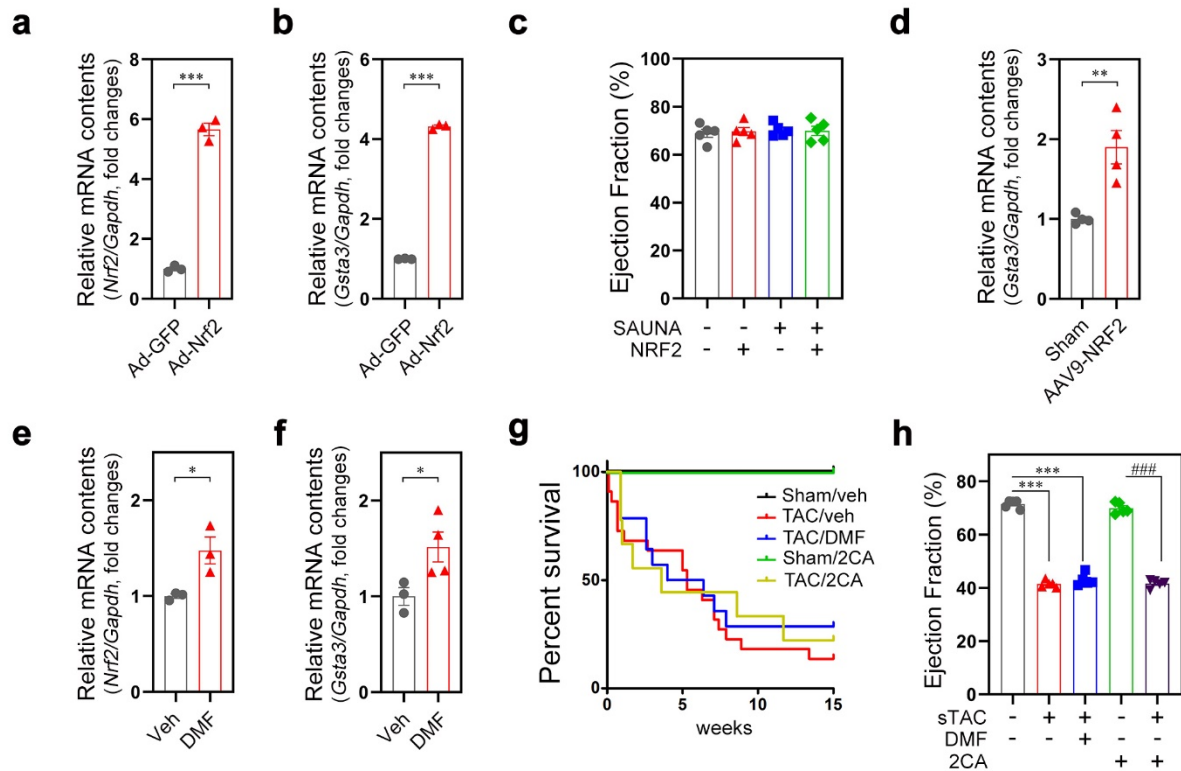 a
Relative mRNA contents
(Nrf2/Gapdh, fold changes)
8
6
4
2
0
***
Ad-GFP
Ad-Nrf2
b
Relative mRNA contents
(Gsta3/Gapdh, fold changes)
6
4
2
0
***
Ad-GFP
Ad-Nrf2
c
Ejection Fraction (%)
100
80
60
40
20
0
SAUNA - - + +
NRF2 - + - +
d
Relative mRNA contents
(Gsta3/Gapdh, fold changes)
3
2
1
0
**
Sham
AAV9-NRF2
e
Relative mRNA contents
(Nrf2/Gapdh, fold changes)
2
1
0
*
Veh
DMF
f
Relative mRNA contents
(Gsta3/Gapdh, fold changes)
2
1
0
*
Veh
DMF
g
Percent survival
100
50
0
0 5 10 15
weeks
Sham/veh
TAC/veh
TAC/DMF
Sham/2CA
TAC/2CA
h
Ejection Fraction (%)
80
60
40
20
0
***
***
###
sTAC - + + - +
DMF - - + - -
2CA - - - + +